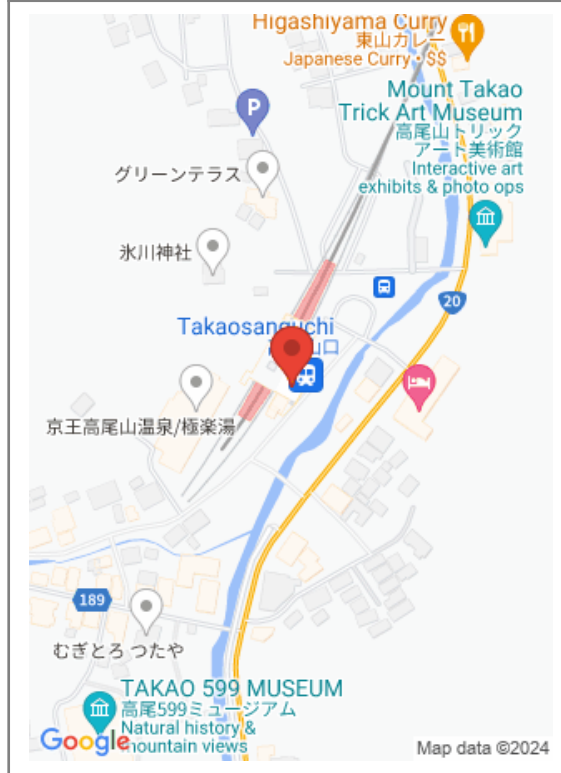 Higashiyama Curry
東山カレー
Japanese Curry・$$
Mount Takao
Trick Art Museum
高尾山トリック
アート美術館
Interactive art
exhibits & photo ops
P
グリーンテラス
氷川神社
20
Takaosanguchi
山口
京王高尾山温泉/極楽湯
189
むぎとろ つたや
TAKAO 599 MUSEUM
高尾599ミュージアム
Natural history &
mountain views
Google
Map data ©2024